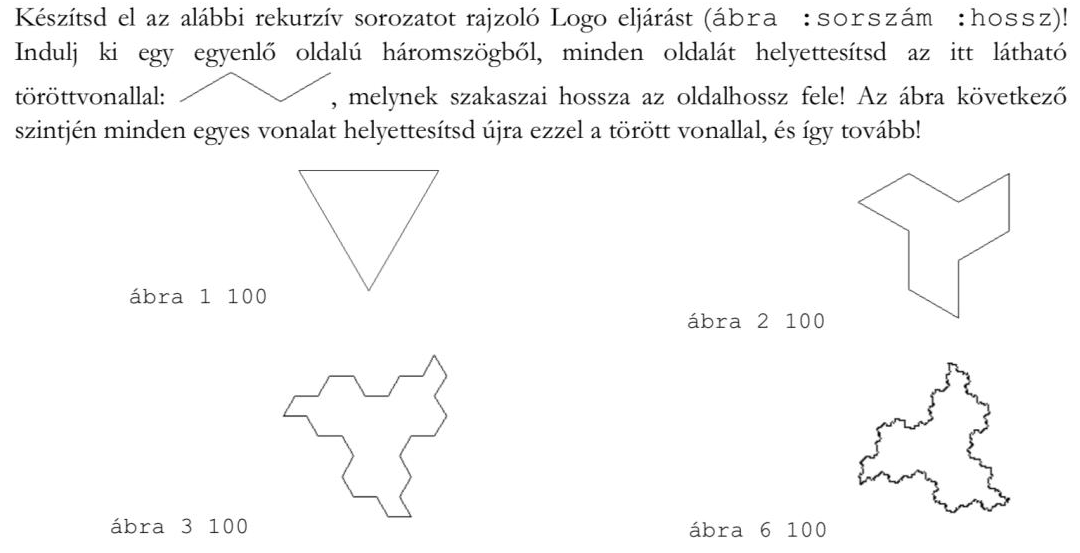 Készítsd el az alábbi rekurzív sorozatot rajzoló Logo eljárást (ábra :sorszám :hossz)!
Indulj ki egy egyenlő oldalú háromszögből, minden oldalát helyettesítsd az itt látható
töröttvonallal: , melynek szakaszai hossza az oldalhossz fele! Az ábra következő
szintjén minden egyes vonalat helyettesítsd újra ezzel a törött vonallal, és így tovább!
ábra 1 100
ábra 2 100
ábra 3 100
ábra 6 100